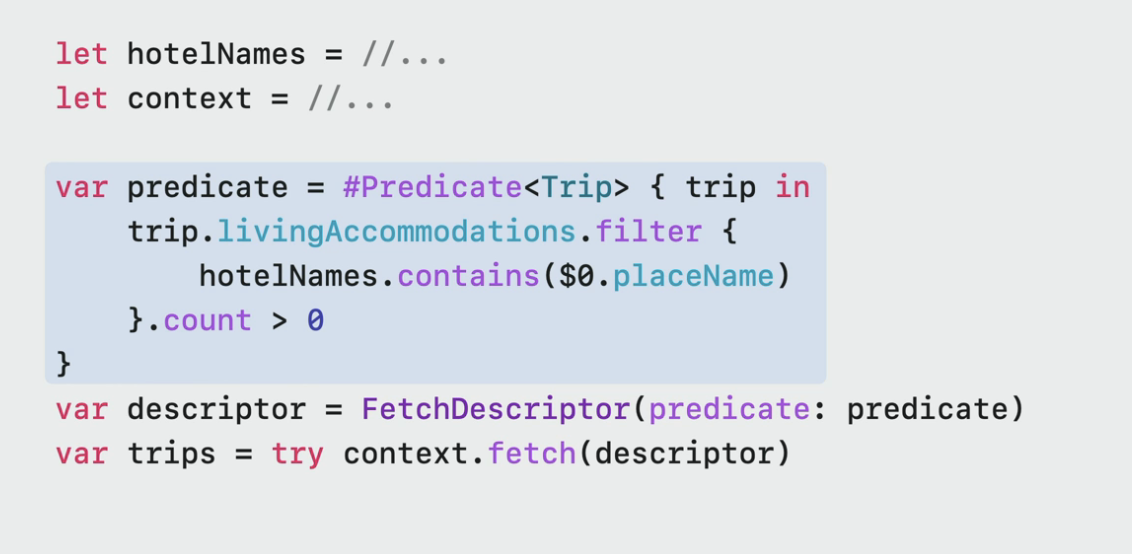 let hotelNames = //...
let context = //...
var predicate = #Predicate<Trip> { trip in
trip.livingAccommodations.filter {
hotelNames.contains($0.placeName)
}.count > 0
}
var descriptor = FetchDescriptor(predicate: predicate)
var trips = try context.fetch(descriptor)